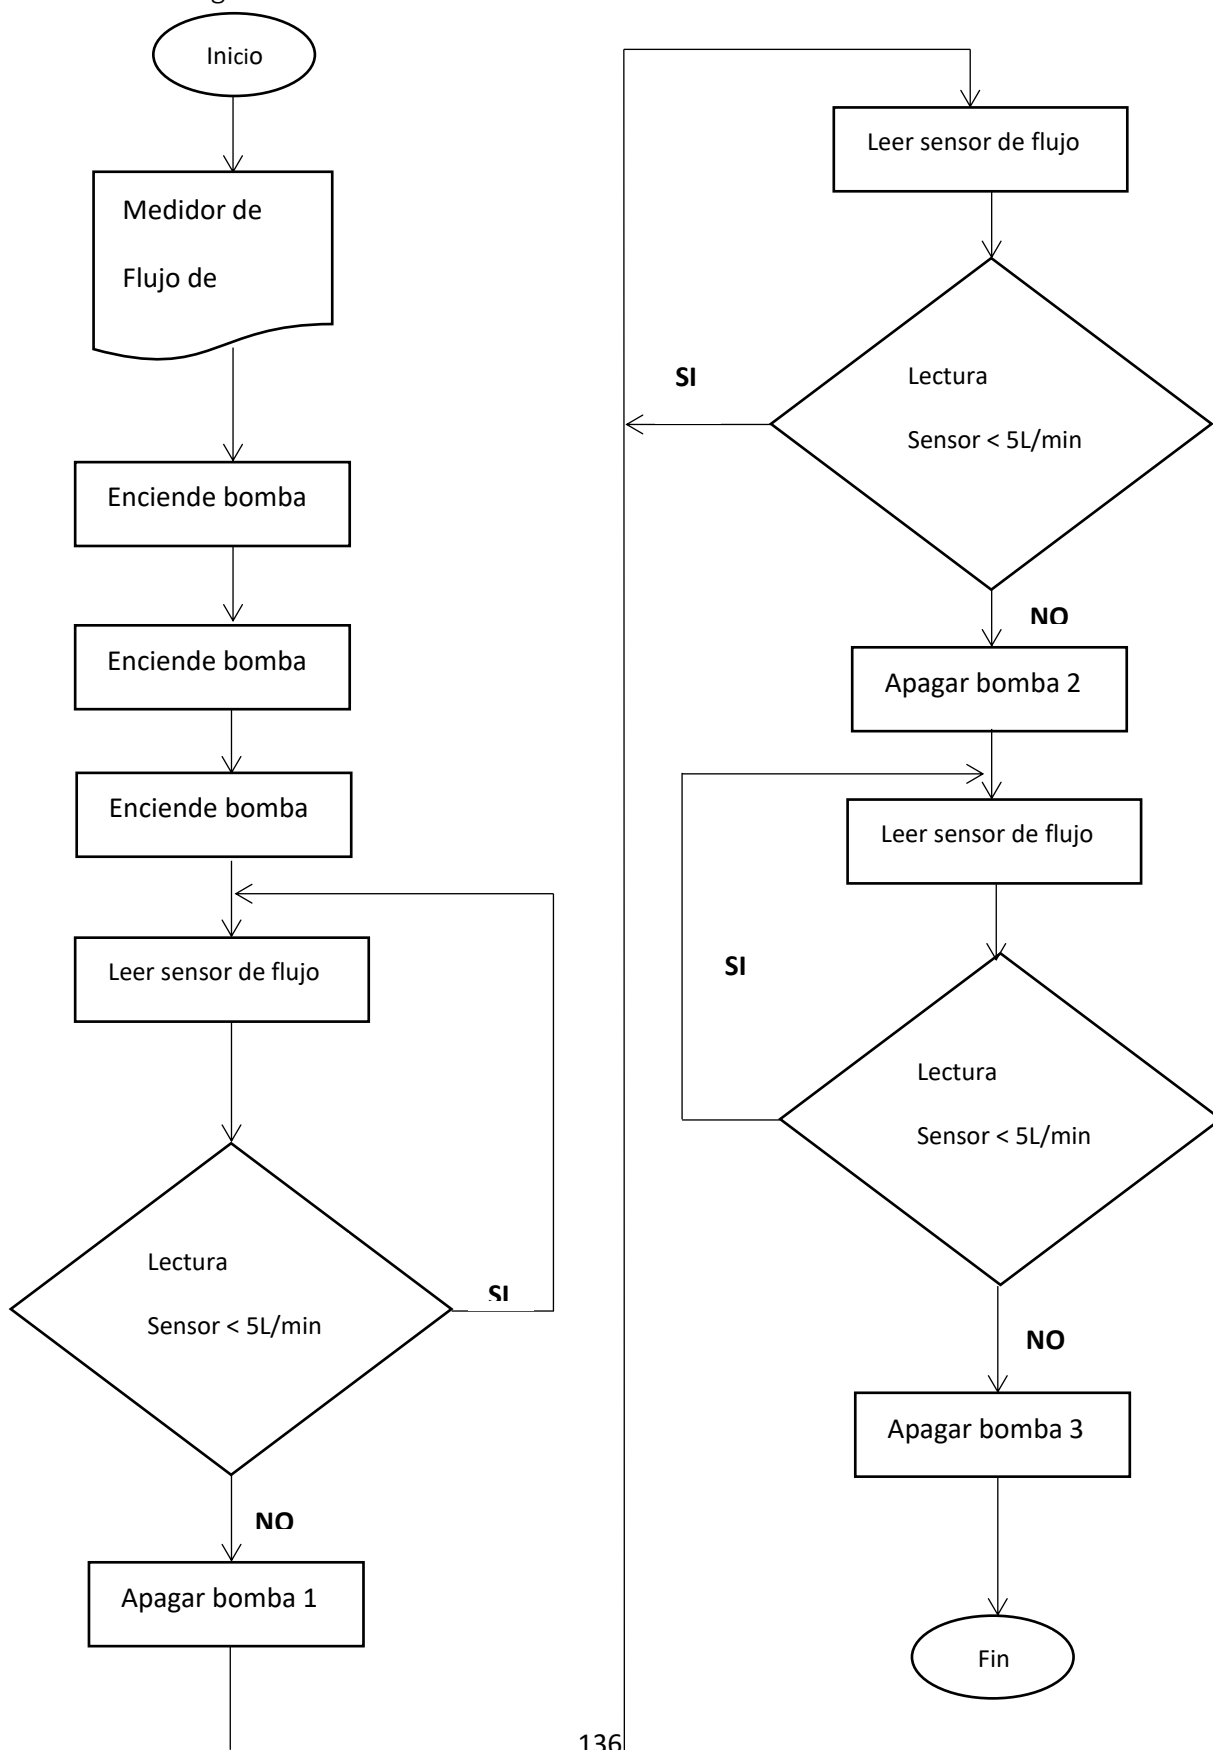 Inicio
Medidor de
Flujo de
Enciende bomba
Enciende bomba
Enciende bomba
Leer sensor de flujo
Lectura
Sensor < 5L/min
SI
NO
Apagar bomba 1
Leer sensor de flujo
Lectura
Sensor < 5L/min
SI
NO
Apagar bomba 2
Leer sensor de flujo
SI
Lectura
Sensor < 5L/min
NO
Apagar bomba 3
Fin
136